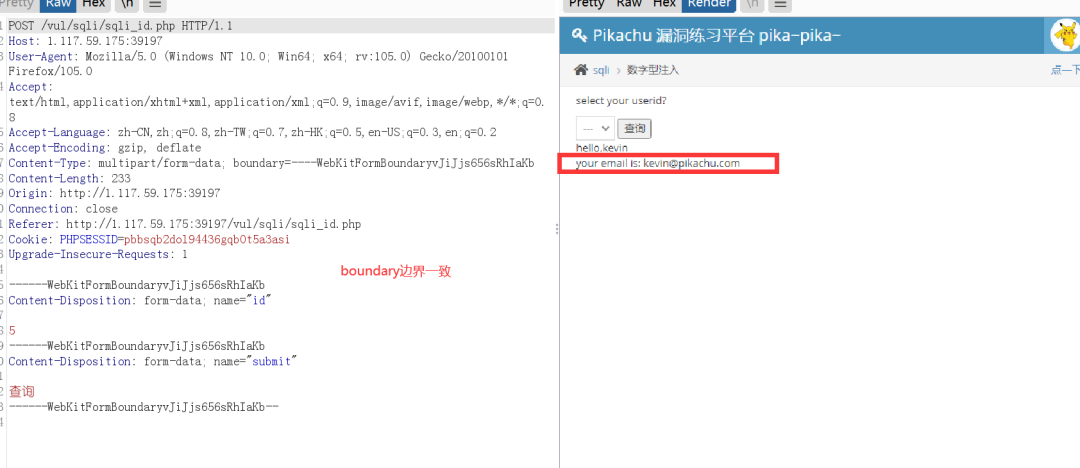 Pretty Raw Hex \n
POST /vul/sqli/sqli_id.php HTTP/1.1
Host: 1.117.59.175:39197
User-Agent: Mozilla/5.0 (Windows NT 10.0; Win64; x64; rv:105.0) Gecko/20100101
Firefox/105.0
Accept:
text/html,application/xhtml+xml,application/xml;q=0.9,image/avif,image/webp,*/*;q=0.
8
Accept-Language: zh-CN,zh;q=0.8,zh-TW;q=0.7,zh-HK;q=0.5,en-US;q=0.3,en;q=0.2
Accept-Encoding: gzip, deflate
Content-Type: multipart/form-data; boundary=----WebKitFormBoundaryvJiJjs656sRhIaKb
Content-Length: 233
Origin: http://1.117.59.175:39197
Connection: close
Referer: http://1.117.59.175:39197/vul/sqli/sqli_id.php
Cookie: PHPSESSID=pbbsqb2dol94436gqb0t5a3asi
Upgrade-Insecure-Requests: 1
boundary边界一致
------WebKitFormBoundaryvJiJjs656sRhIaKb
Content-Disposition: form-data; name="id"
5
------WebKitFormBoundaryvJiJjs656sRhIaKb
Content-Disposition: form-data; name="submit"
查询
------WebKitFormBoundaryvJiJjs656sRhIaKb--
Pretty Raw Hex Render \n
Pikachu 漏洞练习平台 pika~pika~
sqli > 数字型注入
点一下
select your userid?
--- 查询
hello,kevin
your email is: kevin@pikachu.com